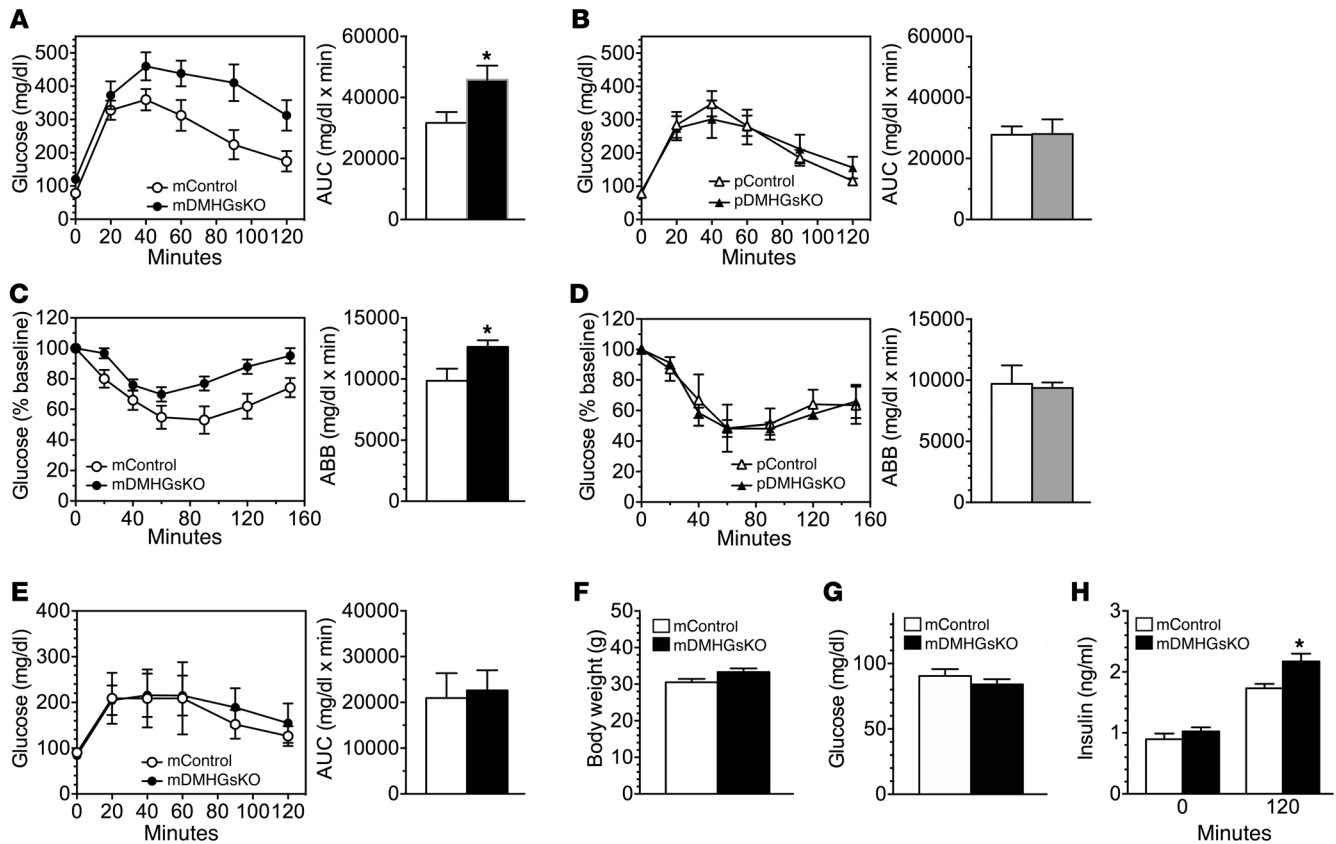 A
Glucose (mg/dl)
500
400
300
200
100
0
mControl
mDMHGsKO
0 20 40 60 80 100 120
Minutes
AUC (mg/dl x min)
60000
40000
20000
0
*
B
Glucose (mg/dl)
500
400
300
200
100
0
pControl
pDMHGsKO
0 20 40 60 80 100 120
Minutes
AUC (mg/dl x min)
60000
40000
20000
0
C
Glucose (% baseline)
120
100
80
60
40
20
0
mControl
mDMHGsKO
0 40 80 120 160
Minutes
ABB (mg/dl x min)
15000
10000
5000
0
*
D
Glucose (% baseline)
120
100
80
60
40
20
0
pControl
pDMHGsKO
0 40 80 120 160
Minutes
ABB (mg/dl x min)
15000
10000
5000
0
E
Glucose (mg/dl)
400
300
200
100
0
mControl
mDMHGsKO
0 20 40 60 80 100 120
Minutes
AUC (mg/dl x min)
40000
30000
20000
10000
0
F
Body weight (g)
50
40
30
20
10
0
mControl
mDMHGsKO
G
Glucose (mg/dl)
100
50
0
mControl
mDMHGsKO
H
Insulin (ng/ml)
3
2
1
0
mControl
mDMHGsKO
*
0 120
Minutes